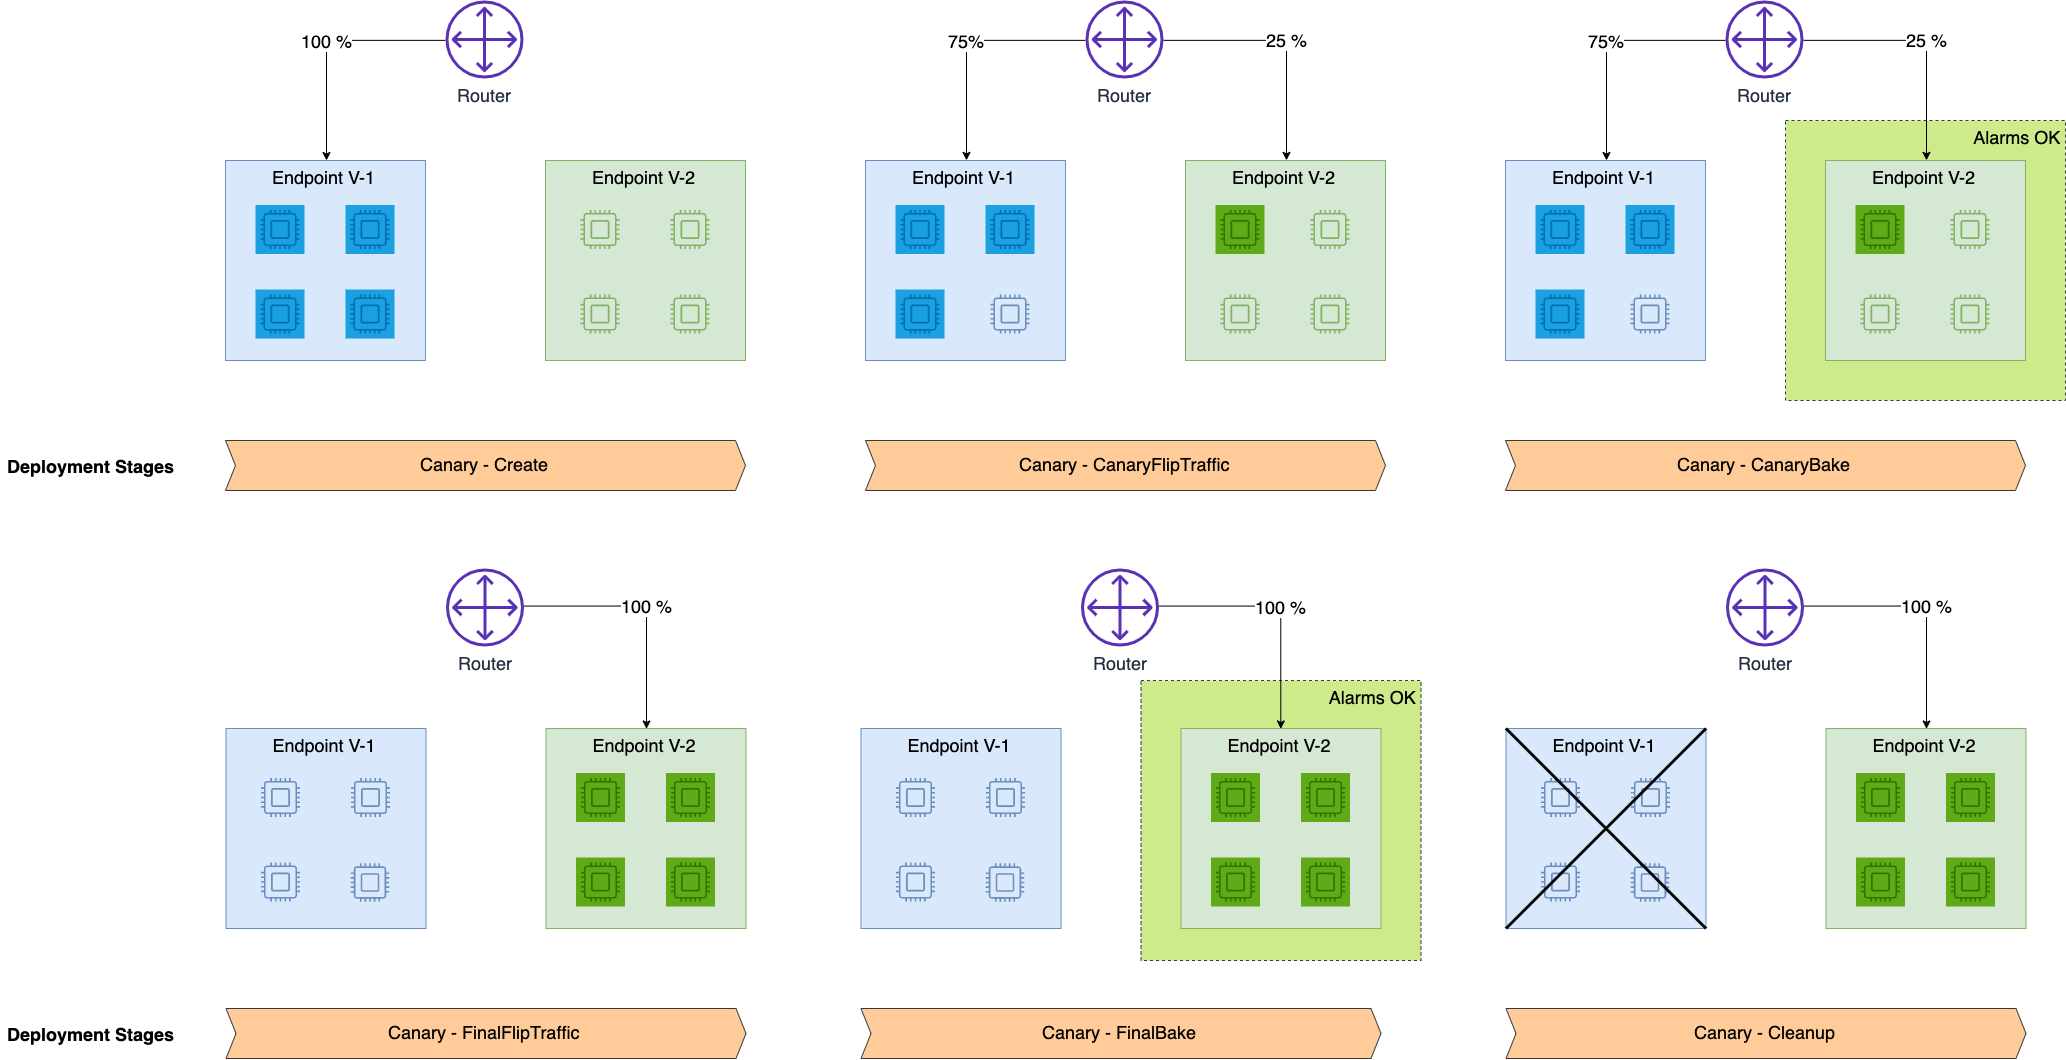 100 %
Router
Endpoint V-1
Endpoint V-2
75%
25 %
Router
Endpoint V-1
Endpoint V-2
75%
25 %
Router
Alarms OK
Endpoint V-1
Endpoint V-2
Deployment Stages
Canary - Create
Canary - CanaryFlipTraffic
Canary - CanaryBake
100 %
Router
Endpoint V-1
Endpoint V-2
100 %
Router
Alarms OK
Endpoint V-1
Endpoint V-2
100 %
Router
Endpoint V-1
Endpoint V-2
Deployment Stages
Canary - FinalFlipTraffic
Canary - FinalBake
Canary - Cleanup